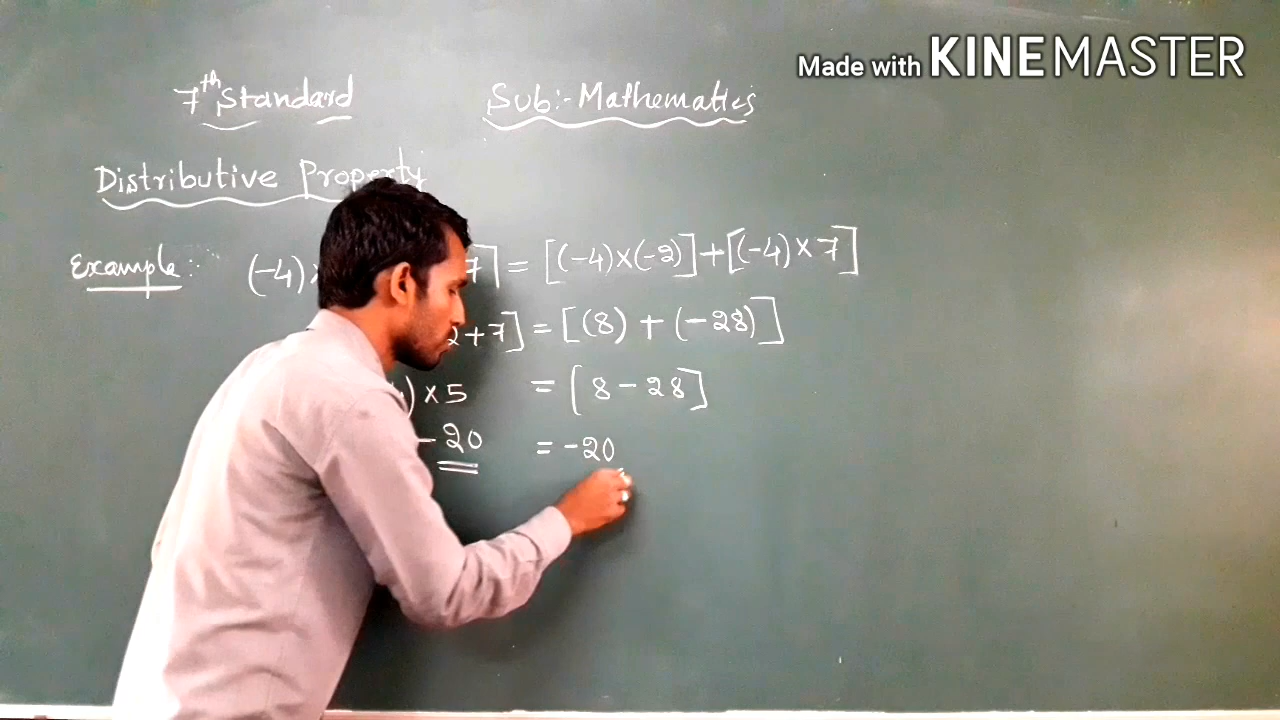 Made with KINEMASTER
7th Standard Sub:- Mathematics
Distributive Property
Example:- (-4) 7] = [(-4)×(-2)]+[(-4)×7]
2+7] = [(8) + (-28)]
) × 5 = [8-28]
-20 = -20